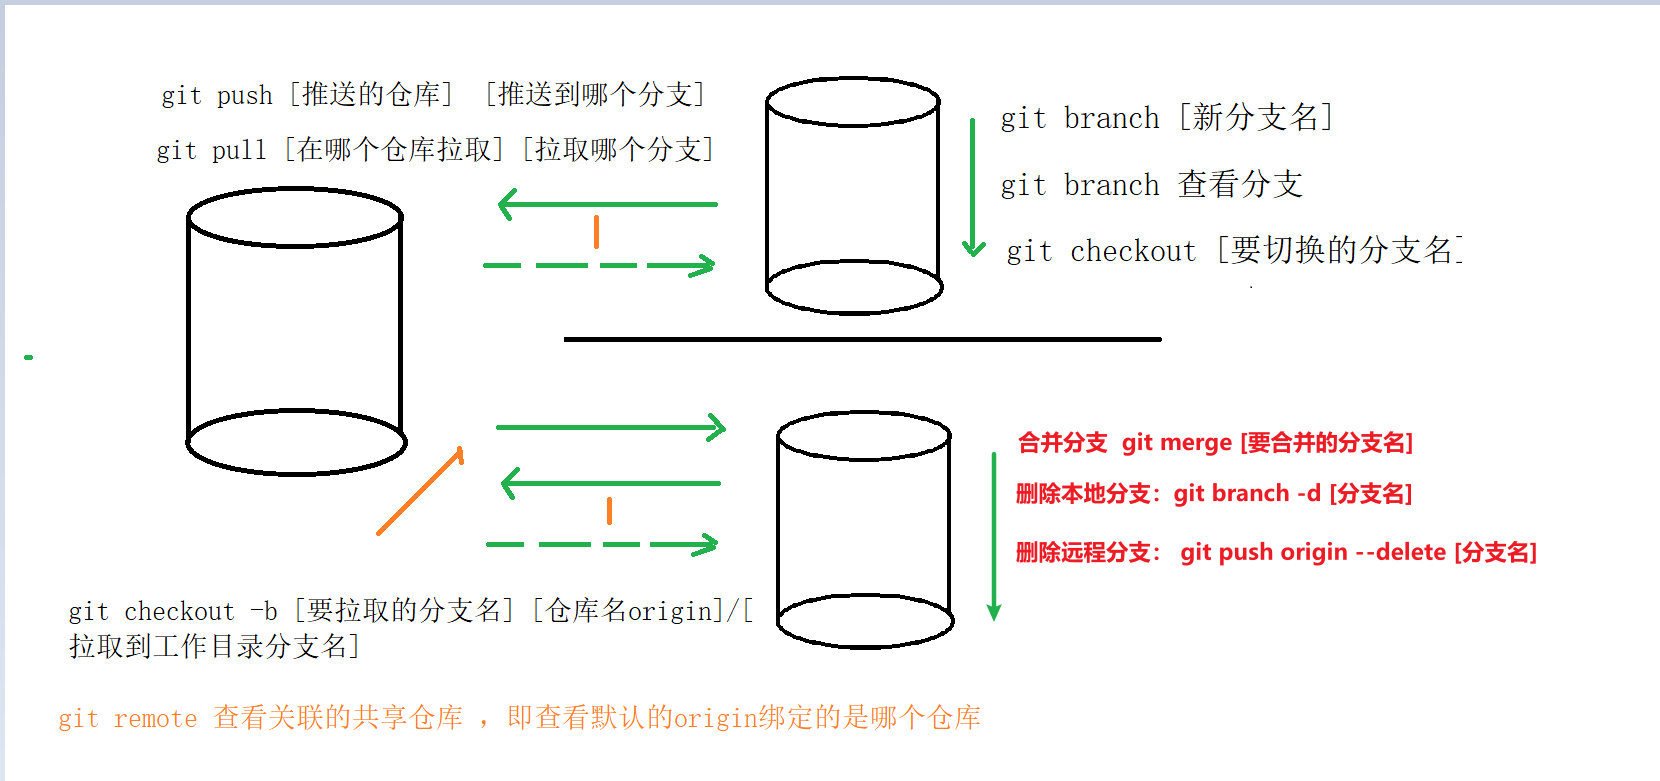 git push [推送的仓库] [推送到哪个分支]
git pull [在哪个仓库拉取] [拉取哪个分支]
git branch [新分支名]
git branch 查看分支
git checkout [要切换的分支名]
合并分支 git merge [要合并的分支名]
删除本地分支：git branch -d [分支名]
删除远程分支： git push origin --delete [分支名]
git checkout -b [要拉取的分支名] [仓库名origin]/[
拉取到工作目录分支名]
git remote 查看关联的共享仓库 ，即查看默认的origin绑定的是哪个仓库